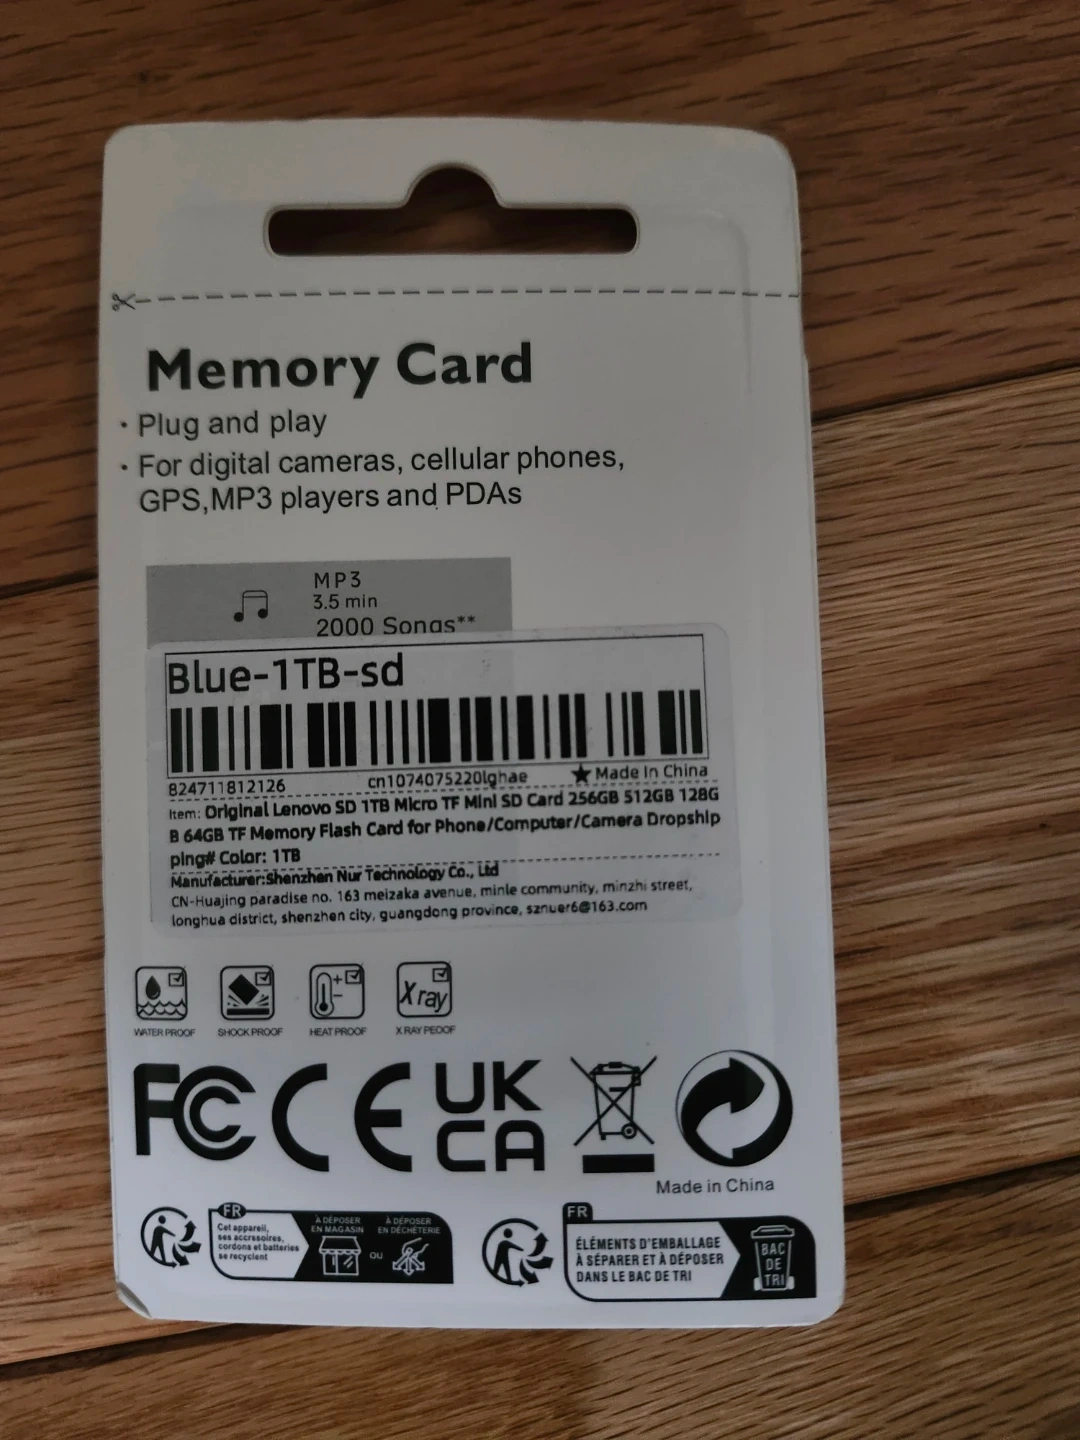 Memory Card
· Plug and play
· For digital cameras, cellular phones,
GPS,MP3 players and PDAs
MP3
3.5 min
2000 Songs**
Blue-1TB-sd
824711812126 cn1074075220lghae ★Made In China
Item: Original Lenovo SD 1TB Micro TF Mini SD Card 256GB 512GB 128G
B 64GB TF Memory Flash Card for Phone/Computer/Camera Dropship
ping# Color: 1TB
Manufacturer:Shenzhen Nur Technology Co., Ltd
CN-Huajing paradise no. 163 meizaka avenue, minle community, minzhi street,
longhua district, shenzhen city, guangdong province, sznuer6@163.com
Xray
WATER PROOF SHOCK PROOF HEAT PROOF X RAY PEOOF
FC CE UK
CA
Made in China
FR
Cet appareil,
ses accessoires,
cordons et batteries
se recyclent
À DÉPOSER
EN MAGASIN
OU
À DÉPOSER
EN DÉCHÈTERIE
FR
ÉLÉMENTS D'EMBALLAGE
À SÉPARER ET À DÉPOSER
DANS LE BAC DE TRI
BAC
DE
TRI